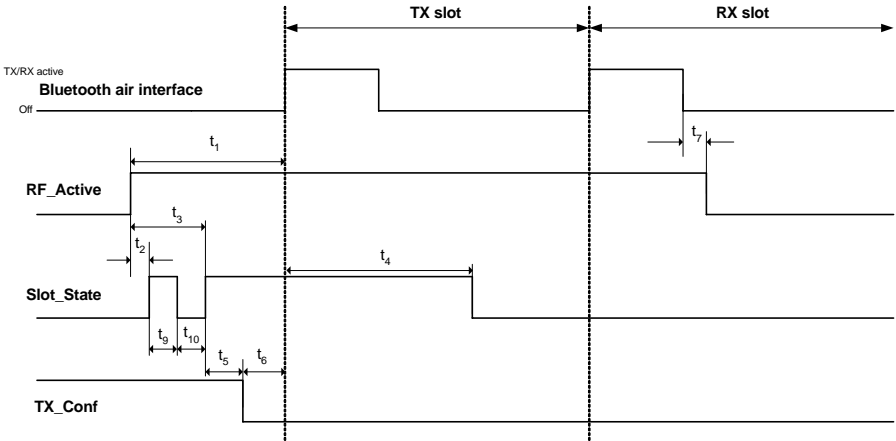 TX slot
RX slot
TX/RX active
Bluetooth air interface
Off
t1
t7
RF_Active
t3
t2
t4
Slot_State
t9
t10
t5
t6
TX_Conf